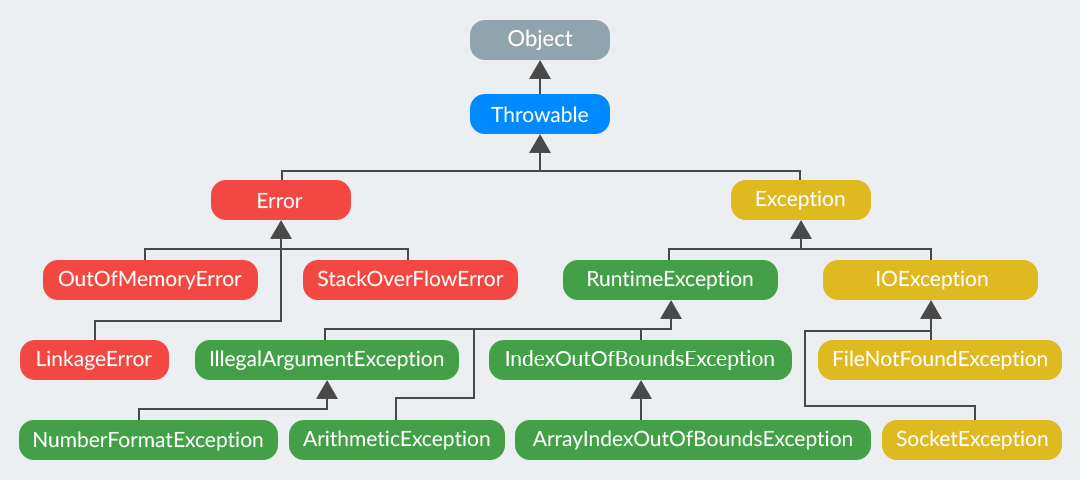 Object
Throwable
Error
Exception
OutOfMemoryError
StackOverFlowError
RuntimeException
IOException
LinkageError
IllegalArgumentException
IndexOutOfBoundsException
FileNotFoundException
NumberFormatException
ArithmeticException
ArrayIndexOutOfBoundsException
SocketException